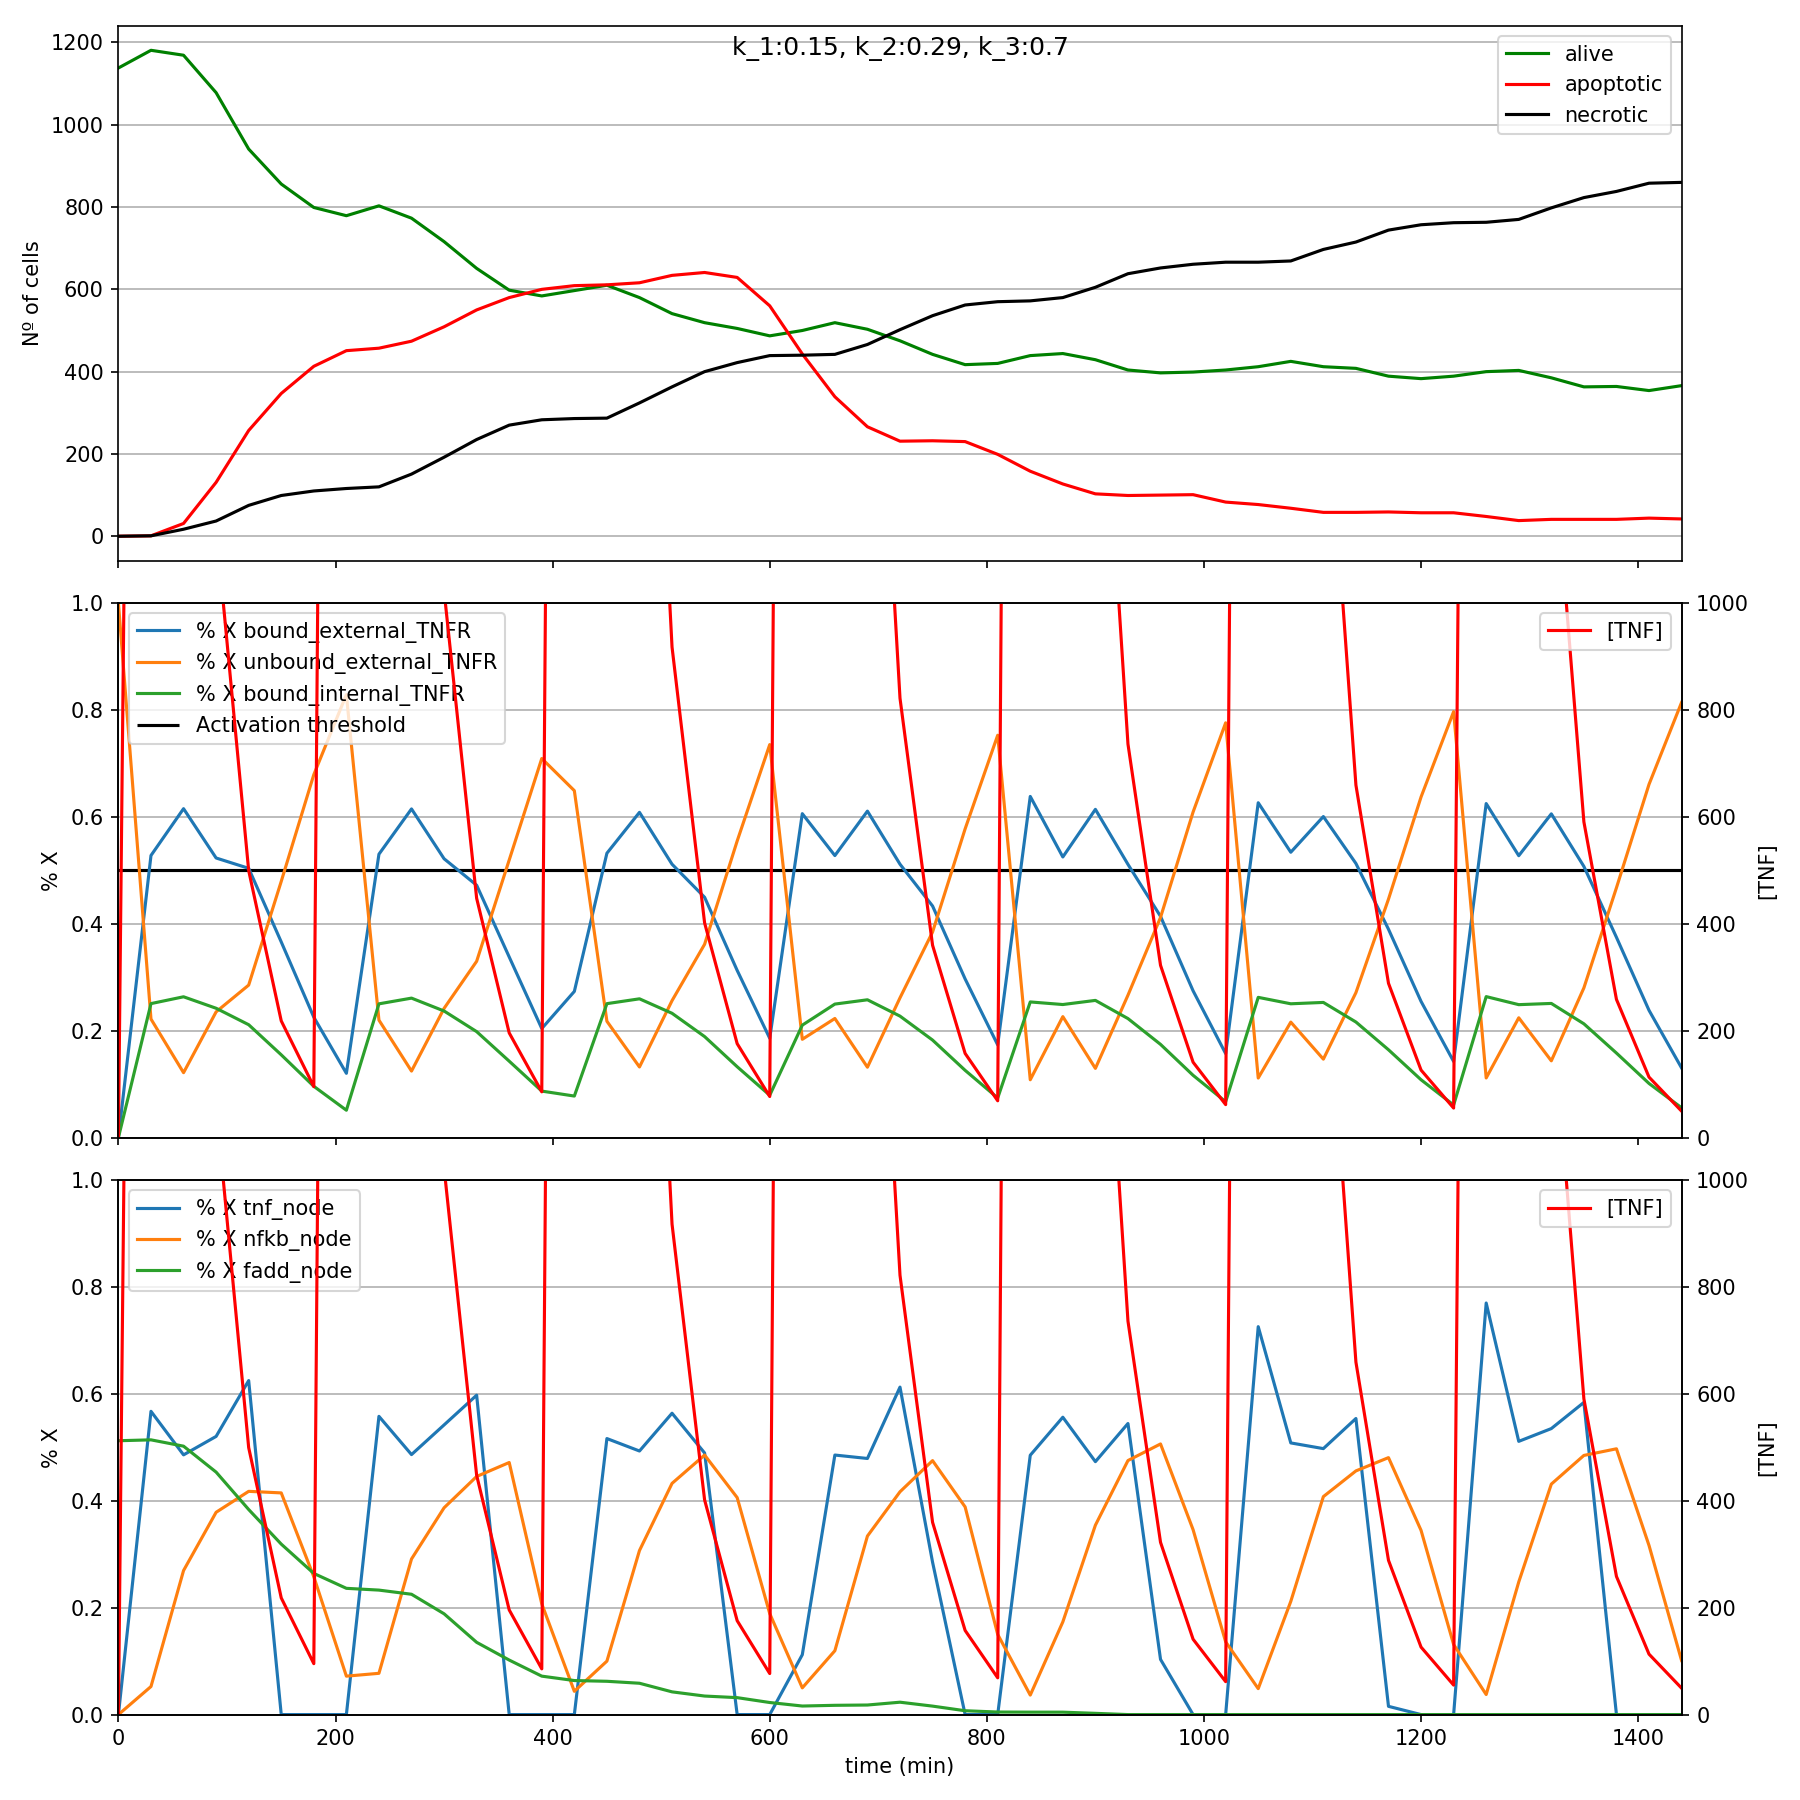 k_1:0.15, k_2:0.29, k_3:0.7
alive
apoptotic
necrotic
1200
1000
800
600
400
200
0
Nº of cells
% X bound_external_TNFR
% X unbound_external_TNFR
% X bound_internal_TNFR
Activation threshold
[TNF]
1.0
0.8
0.6
0.4
0.2
0.0
% X
1000
800
600
400
200
0
[TNF]
% X tnf_node
% X nfkb_node
% X fadd_node
[TNF]
1.0
0.8
0.6
0.4
0.2
0.0
% X
1000
800
600
400
200
0
[TNF]
0 200 400 600 800 1000 1200 1400
time (min)